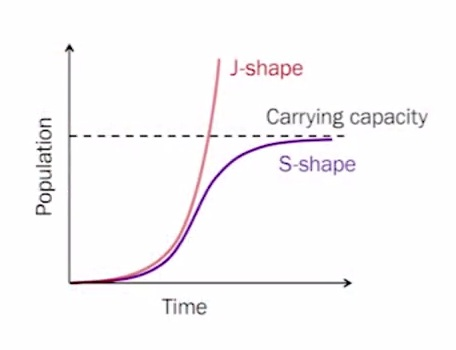 J-shape
Carrying capacity
S-shape
Population
Time